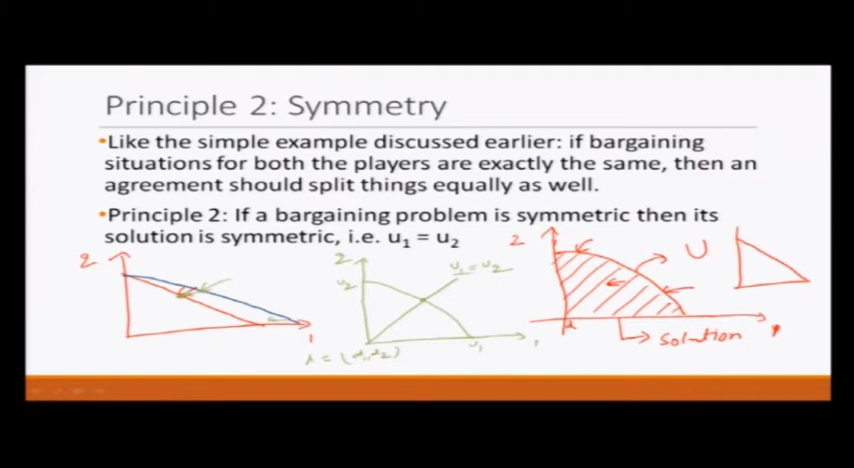 Principle 2: Symmetry
•Like the simple example discussed earlier: if bargaining
situations for both the players are exactly the same, then an
agreement should split things equally as well.
•Principle 2: If a bargaining problem is symmetric then its
solution is symmetric, i.e. u₁ = u₂
2
1
2
u₂
u₁ = u₂
u₁
2
U
d
solution